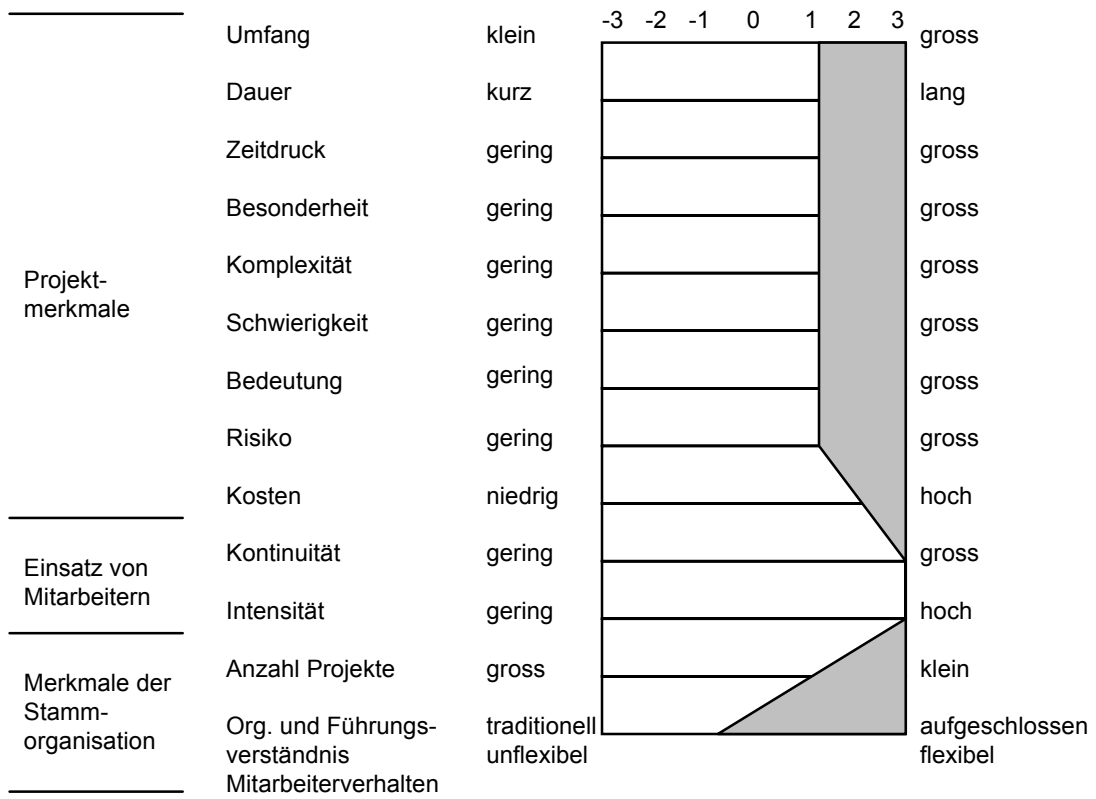 -3 -2 -1 0 1 2 3
Umfang klein gross
Dauer kurz lang
Zeitdruck gering gross
Besonderheit gering gross
Projekt-
merkmale
Komplexität gering gross
Schwierigkeit gering gross
Bedeutung gering gross
Risiko gering gross
Kosten niedrig hoch
Einsatz von
Mitarbeitern
Kontinuität gering gross
Intensität gering hoch
Merkmale der
Stamm-
organisation
Anzahl Projekte gross klein
Org. und Führungs- traditionell aufgeschlossen
verständnis unflexibel flexibel
Mitarbeiterverhalten